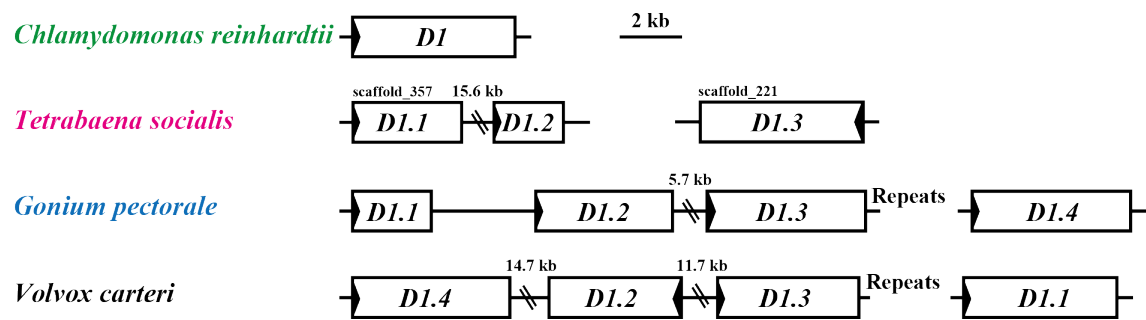 Chlamydomonas reinhardtii D1 2 kb
scaffold_357 15.6 kb scaffold_221
Tetrabaena socialis D1.1 D1.2 D1.3
5.7 kb
Gonium pectorale D1.1 D1.2 D1.3 Repeats D1.4
14.7 kb 11.7 kb
Volvox carteri D1.4 D1.2 D1.3 Repeats D1.1